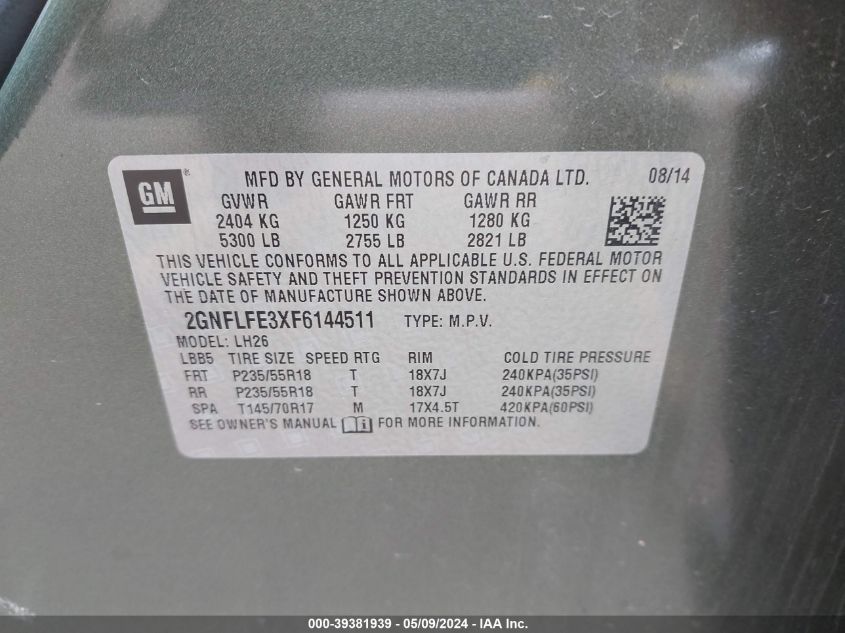 GM ® MFD BY GENERAL MOTORS OF CANADA LTD. 08/14
GVWR GAWR FRT GAWR RR
2404 KG 1250 KG 1280 KG
5300 LB 2755 LB 2821 LB
THIS VEHICLE CONFORMS TO ALL APPLICABLE U.S. FEDERAL MOTOR
VEHICLE SAFETY AND THEFT PREVENTION STANDARDS IN EFFECT ON
THE DATE OF MANUFACTURE SHOWN ABOVE.
2GNFLFE3XF6144511 TYPE: M.P.V.
MODEL: LH26
LBB5 TIRE SIZE SPEED RTG RIM COLD TIRE PRESSURE
FRT P235/55R18 T 18X7J 240KPA(35PSI)
RR P235/55R18 T 18X7J 240KPA(35PSI)
SPA T145/70R17 M 17X4.5T 420KPA(60PSI)
SEE OWNER'S MANUAL FOR MORE INFORMATION.
000-39381939 - 05/09/2024 - IAA Inc.